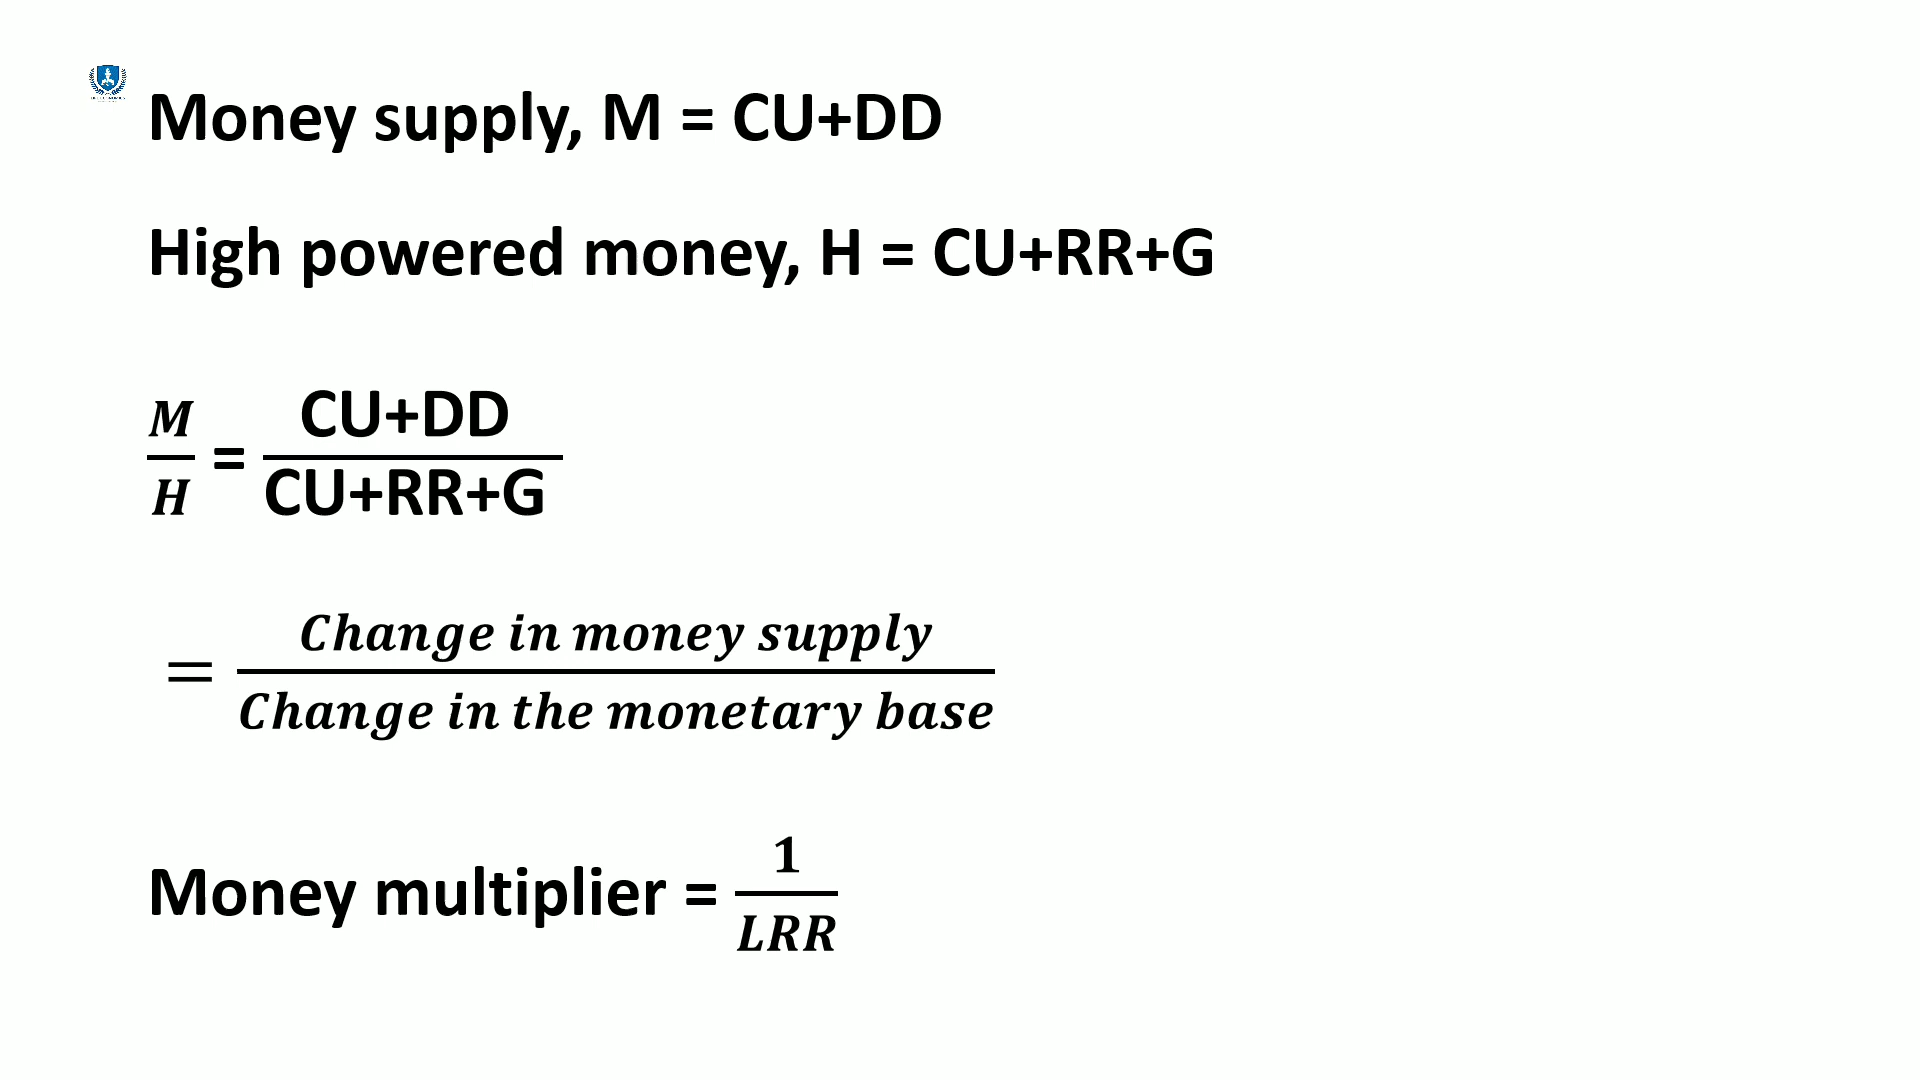 Money supply, M = CU+DD
High powered money, H = CU+RR+G
M/H = CU+DD/CU+RR+G
= Change in money supply/Change in the monetary base
Money multiplier = 1/LRR